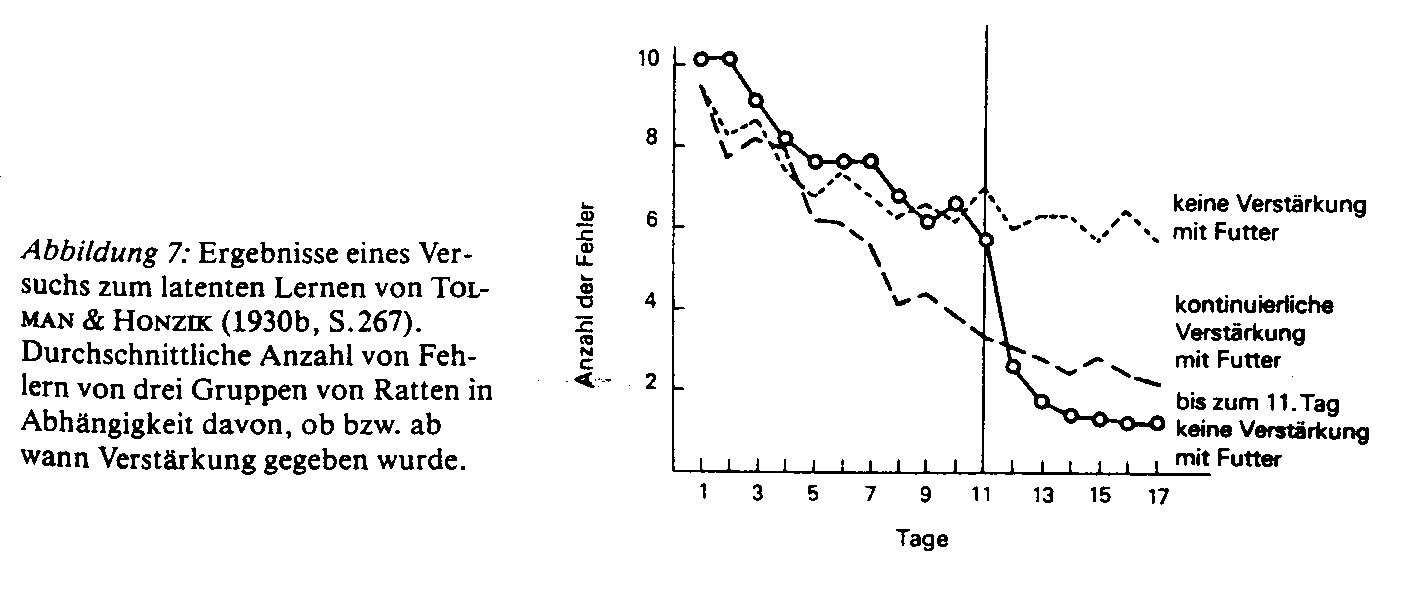 Abbildung 7: Ergebnisse eines Ver-
suchs zum latenten Lernen von TOL-
MAN & HONZIK (1930b, S. 267).
Durchschnittliche Anzahl von Feh-
lern von drei Gruppen von Ratten in
Abhängigkeit davon, ob bzw. ab
wann Verstärkung gegeben wurde.
Anzahl der Fehler
10
8
6
4
2
1 3 5 7 9 11 13 15 17
Tage
keine Verstärkung
mit Futter
kontinuierliche
Verstärkung
mit Futter
bis zum 11. Tag
keine Verstärkung
mit Futter